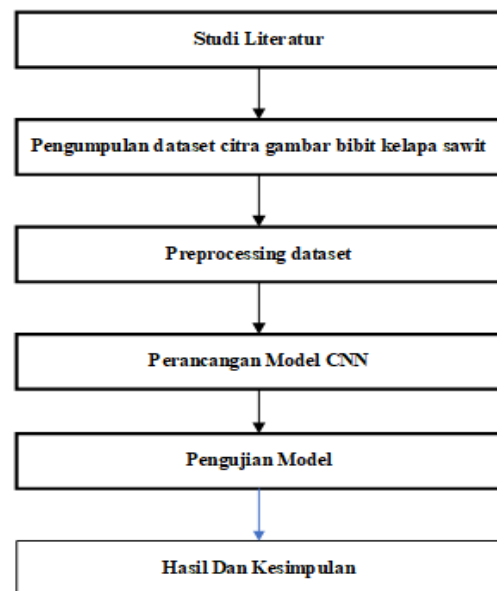 Studi Literatur
Pengumpulan dataset citra gambar bibit kelapa sawit
Preprocessing dataset
Perancangan Model CNN
Pengujian Model
Hasil Dan Kesimpulan